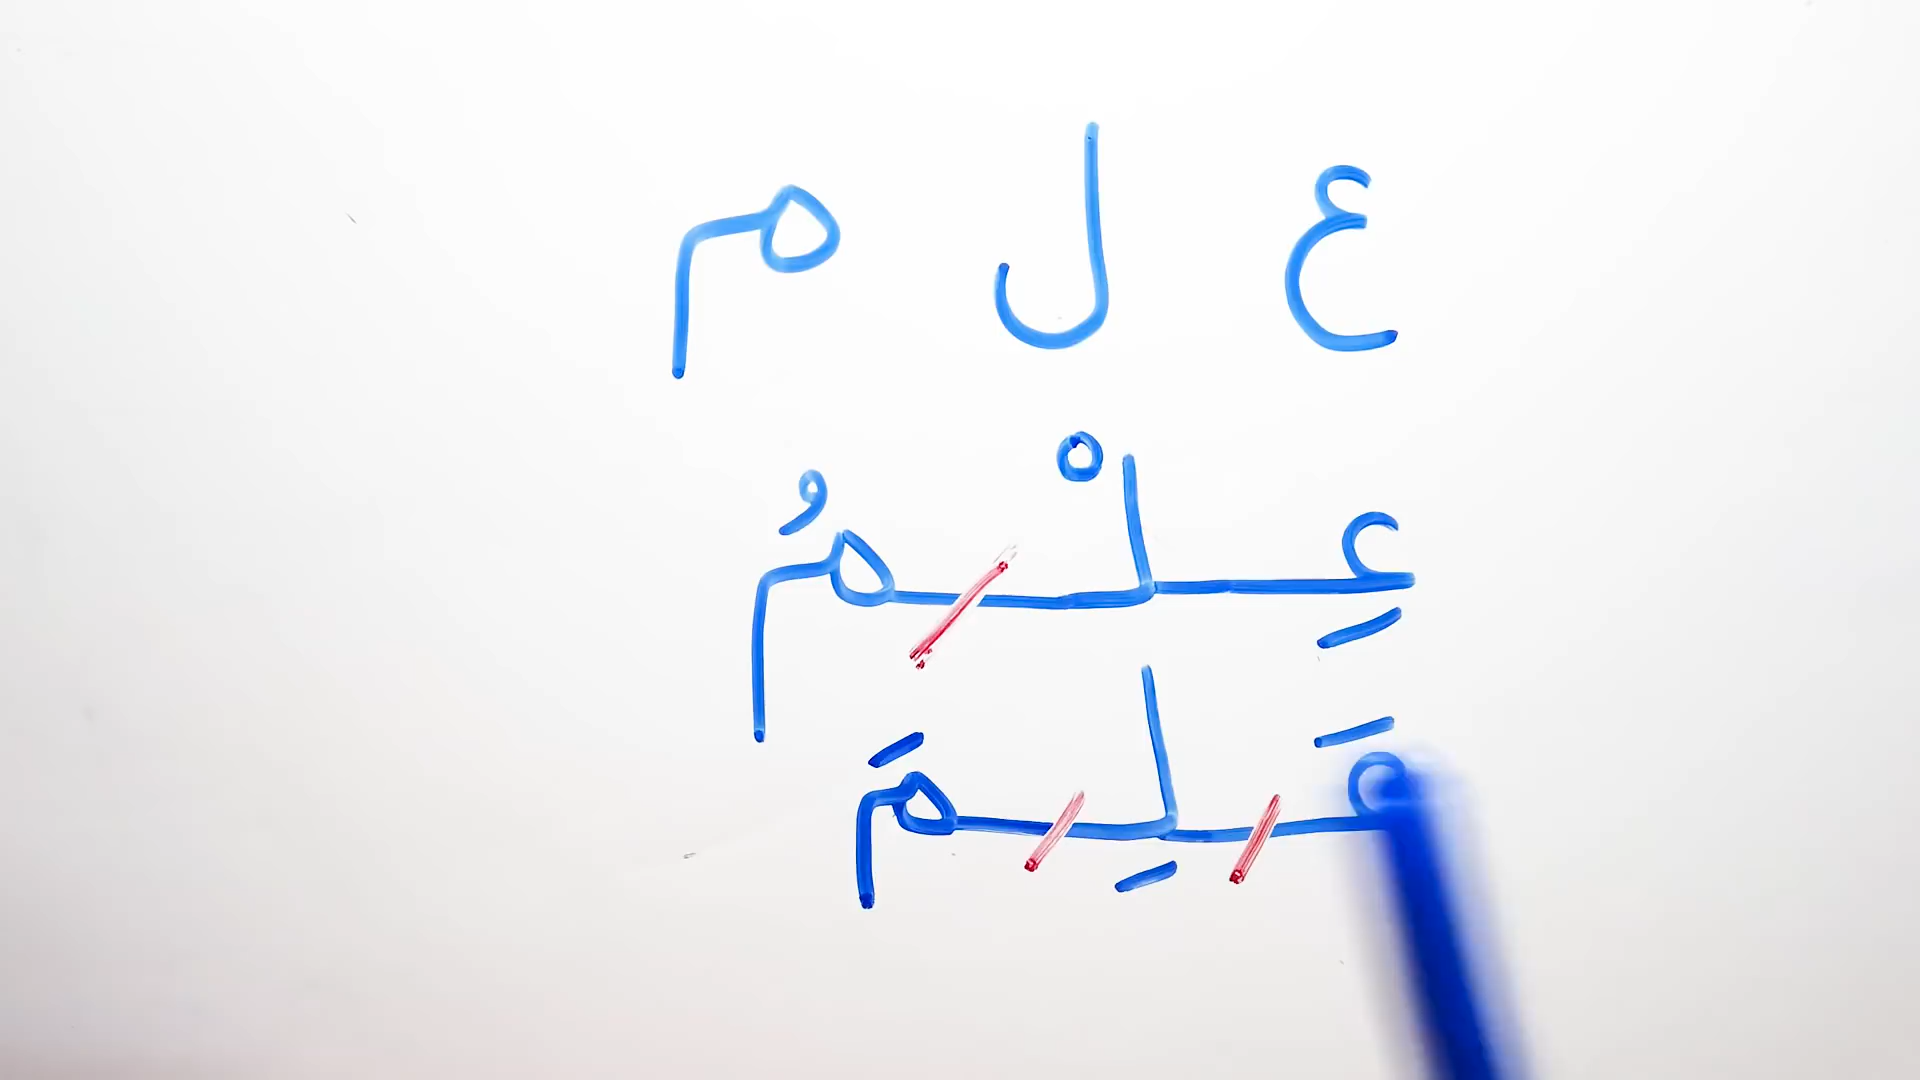 ع ل م
عِلْمُ
عَلِمَ